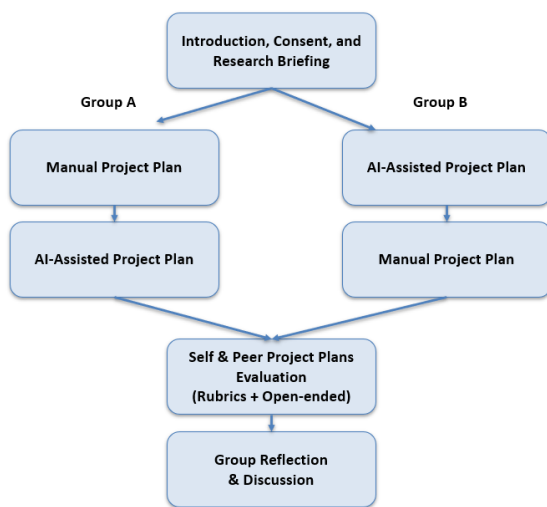 Introduction, Consent, and
Research Briefing
Group A
Group B
Manual Project Plan
AI-Assisted Project Plan
AI-Assisted Project Plan
Manual Project Plan
Self & Peer Project Plans
Evaluation
(Rubrics + Open-ended)
Group Reflection
& Discussion